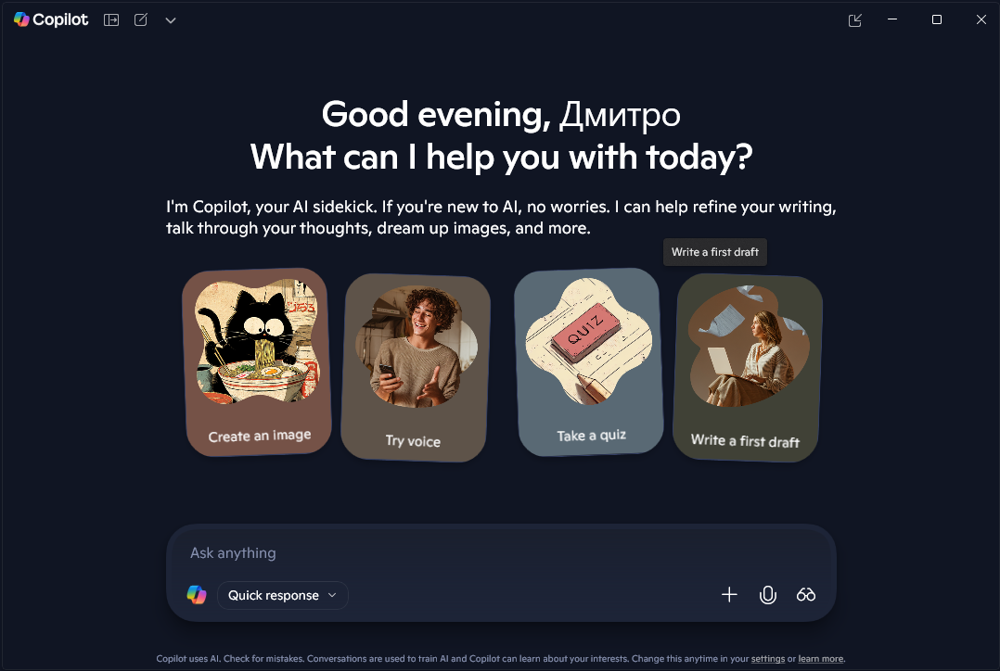 Copilot
Good evening, Дмитро
What can I help you with today?
I'm Copilot, your AI sidekick. If you're new to AI, no worries. I can help refine your writing,
talk through your thoughts, dream up images, and more.
Write a first draft
QUIZ
Create an image
Try voice
Take a quiz
Write a first draft
Ask anything
Quick response
Copilot uses AI. Check for mistakes. Conversations are used to train AI and Copilot can learn about your interests. Change this anytime in your settings or learn more.